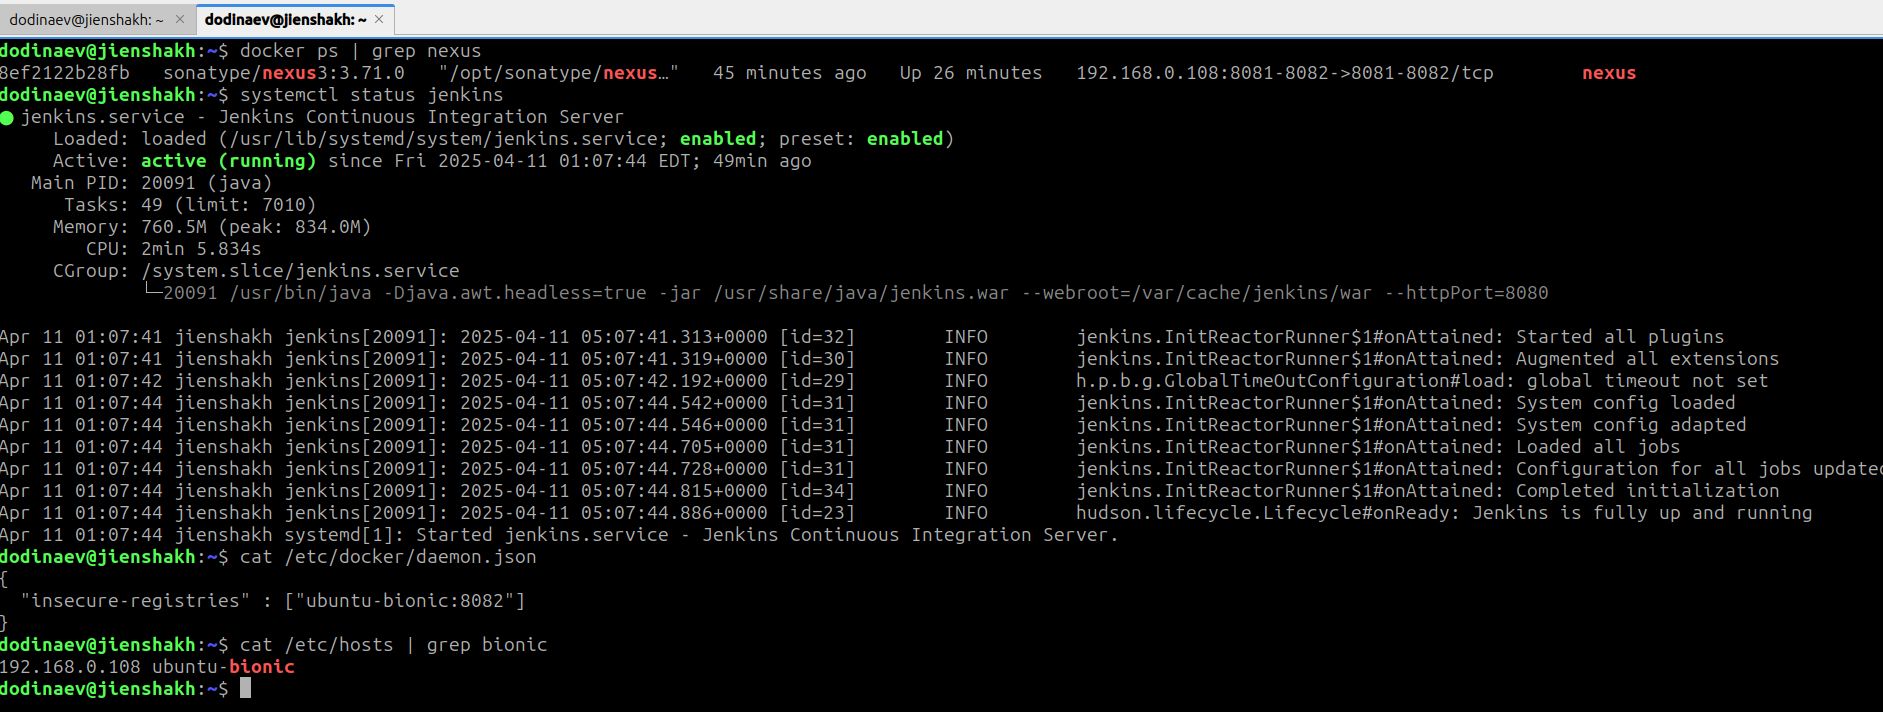 dodinaev@jienshakh: ~ ×
dodinaev@jienshakh: ~ ×
dodinaev@jienshakh:~$ docker ps | grep nexus
8ef2122b28fb   sonatype/nexus3:3.71.0   "/opt/sonatype/nexus…"   45 minutes ago   Up 26 minutes   192.168.0.108:8081-8082->8081-8082/tcp        nexus
dodinaev@jienshakh:~$ systemctl status jenkins
● jenkins.service - Jenkins Continuous Integration Server
     Loaded: loaded (/usr/lib/systemd/system/jenkins.service; enabled; preset: enabled)
     Active: active (running) since Fri 2025-04-11 01:07:44 EDT; 49min ago
   Main PID: 20091 (java)
      Tasks: 49 (limit: 7010)
     Memory: 760.5M (peak: 834.0M)
        CPU: 2min 5.834s
     CGroup: /system.slice/jenkins.service
             └─20091 /usr/bin/java -Djava.awt.headless=true -jar /usr/share/java/jenkins.war --webroot=/var/cache/jenkins/war --httpPort=8080
Apr 11 01:07:41 jienshakh jenkins[20091]: 2025-04-11 05:07:41.313+0000 [id=32]        INFO        jenkins.InitReactorRunner$1#onAttained: Started all plugins
Apr 11 01:07:41 jienshakh jenkins[20091]: 2025-04-11 05:07:41.319+0000 [id=30]        INFO        jenkins.InitReactorRunner$1#onAttained: Augmented all extensions
Apr 11 01:07:42 jienshakh jenkins[20091]: 2025-04-11 05:07:42.192+0000 [id=29]        INFO        h.p.b.g.GlobalTimeOutConfiguration#load: global timeout not set
Apr 11 01:07:44 jienshakh jenkins[20091]: 2025-04-11 05:07:44.542+0000 [id=31]        INFO        jenkins.InitReactorRunner$1#onAttained: System config loaded
Apr 11 01:07:44 jienshakh jenkins[20091]: 2025-04-11 05:07:44.546+0000 [id=31]        INFO        jenkins.InitReactorRunner$1#onAttained: System config adapted
Apr 11 01:07:44 jienshakh jenkins[20091]: 2025-04-11 05:07:44.705+0000 [id=31]        INFO        jenkins.InitReactorRunner$1#onAttained: Loaded all jobs
Apr 11 01:07:44 jienshakh jenkins[20091]: 2025-04-11 05:07:44.728+0000 [id=31]        INFO        jenkins.InitReactorRunner$1#onAttained: Configuration for all jobs updated
Apr 11 01:07:44 jienshakh jenkins[20091]: 2025-04-11 05:07:44.815+0000 [id=34]        INFO        jenkins.InitReactorRunner$1#onAttained: Completed initialization
Apr 11 01:07:44 jienshakh jenkins[20091]: 2025-04-11 05:07:44.886+0000 [id=23]        INFO        hudson.lifecycle.Lifecycle#onReady: Jenkins is fully up and running
Apr 11 01:07:44 jienshakh systemd[1]: Started jenkins.service - Jenkins Continuous Integration Server.
dodinaev@jienshakh:~$ cat /etc/docker/daemon.json
{
  "insecure-registries" : ["ubuntu-bionic:8082"]
}
dodinaev@jienshakh:~$ cat /etc/hosts | grep bionic
192.168.0.108 ubuntu-bionic
dodinaev@jienshakh:~$